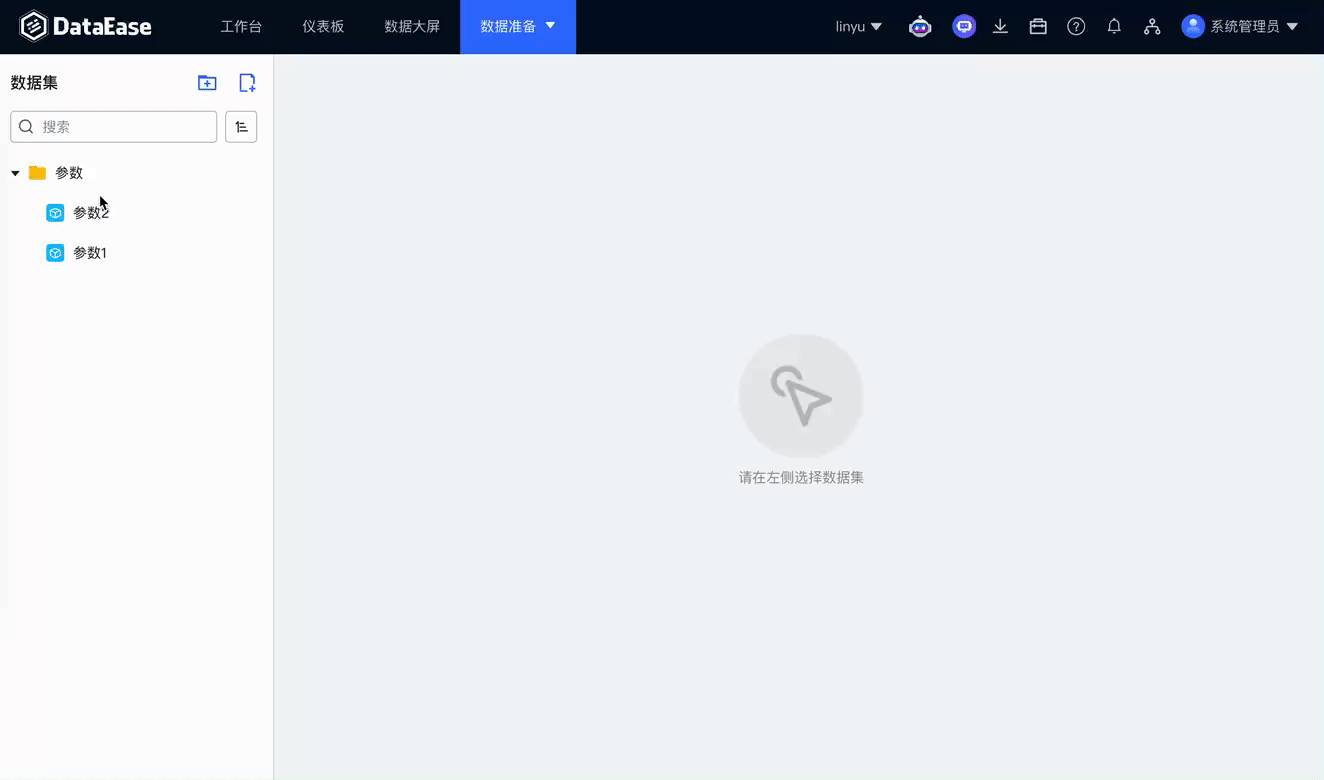 DataEase 工作台 仪表板 数据大屏 数据准备 linyu 系统管理员
数据集
搜索
参数
参数2
参数1
请在左侧选择数据集